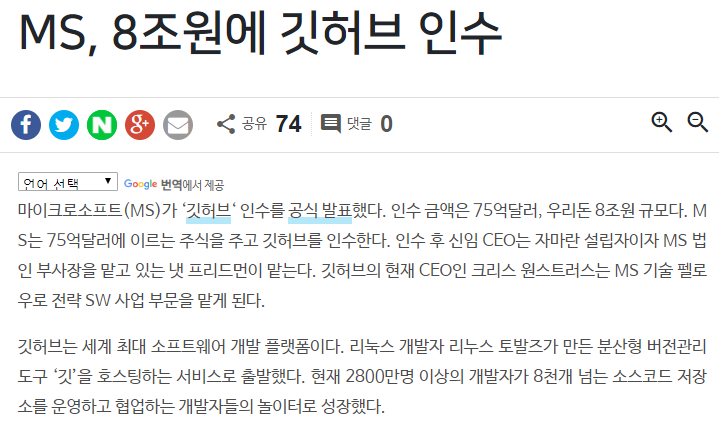 MS, 8조원에 깃허브 인수
공유 74 댓글 0
언어 선택 Google 번역에서 제공
마이크로소프트(MS)가 ‘깃허브‘ 인수를 공식 발표했다. 인수 금액은 75억달러, 우리돈 8조원 규모다. M
S는 75억달러에 이르는 주식을 주고 깃허브를 인수한다. 인수 후 신임 CEO는 자마란 설립자이자 MS 법
인 부사장을 맡고 있는 냇 프리드먼이 맡는다. 깃허브의 현재 CEO인 크리스 원스트러스는 MS 기술 펠로
우로 전략 SW 사업 부문을 맡게 된다.
깃허브는 세계 최대 소프트웨어 개발 플랫폼이다. 리눅스 개발자 리누스 토발즈가 만든 분산형 버전관리
도구 ‘깃’을 호스팅하는 서비스로 출발했다. 현재 2800만명 이상의 개발자가 8천개 넘는 소스코드 저장
소를 운영하고 협업하는 개발자들의 놀이터로 성장했다.